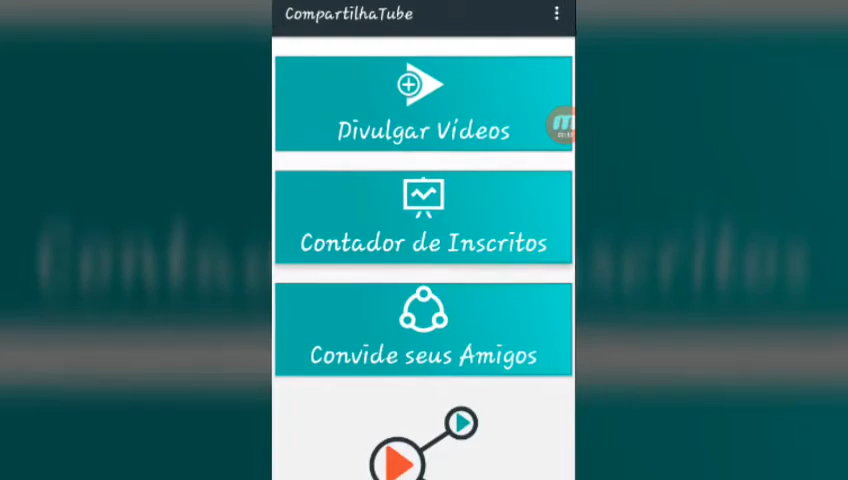 CompartilhaTube
Divulgar Vídeos
Contador de Inscritos
Convide seus Amigos